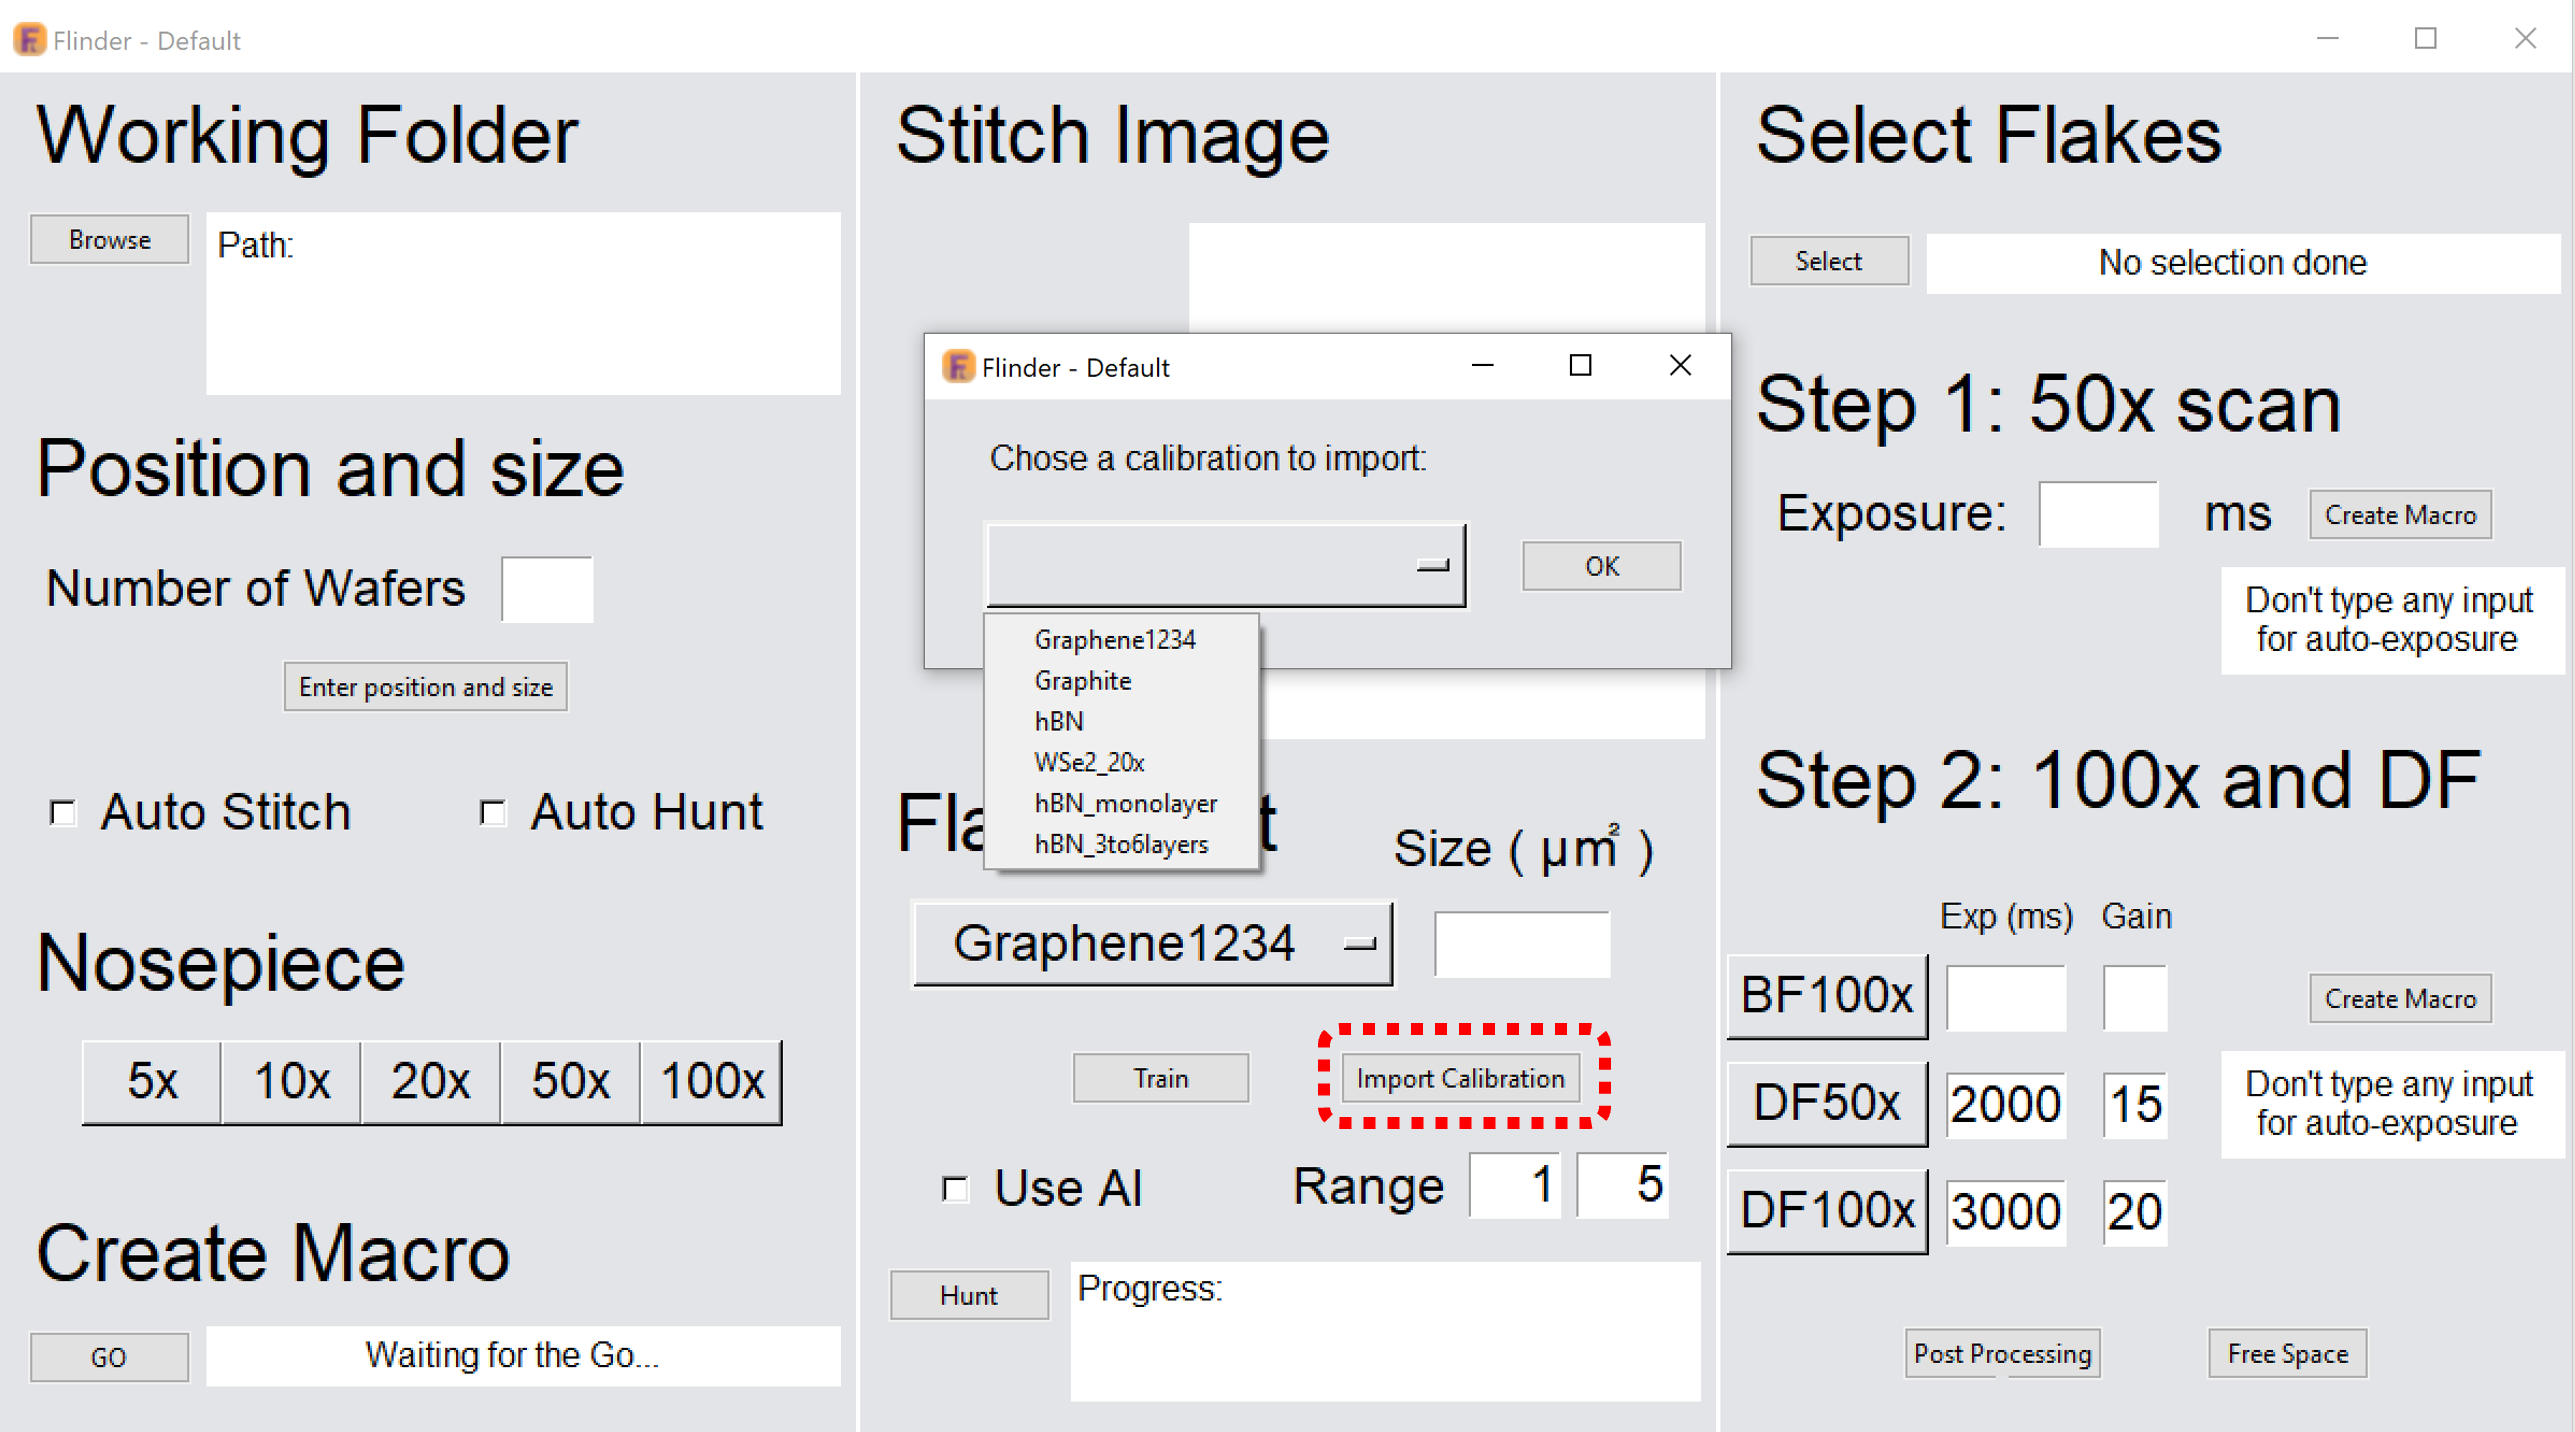 Flinder - Default
Working Folder
Browse
Path:
Position and size
Number of Wafers
Enter position and size
Auto Stitch
Auto Hunt
Nosepiece
5x
10x
20x
50x
100x
Create Macro
GO
Waiting for the Go...
Stitch Image
Flinder - Default
Chose a calibration to import:
OK
Graphene1234
Graphite
hBN
WSe2_20x
hBN_monolayer
hBN_3to6layers
Size ( µm² )
Graphene1234
Train
Import Calibration
Use AI
Range
1
5
Hunt
Progress:
Select Flakes
Select
No selection done
Step 1: 50x scan
Exposure:
ms
Create Macro
Don't type any input
for auto-exposure
Step 2: 100x and DF
Exp (ms)
Gain
BF100x
Create Macro
DF50x
2000
15
Don't type any input
for auto-exposure
DF100x
3000
20
Post Processing
Free Space